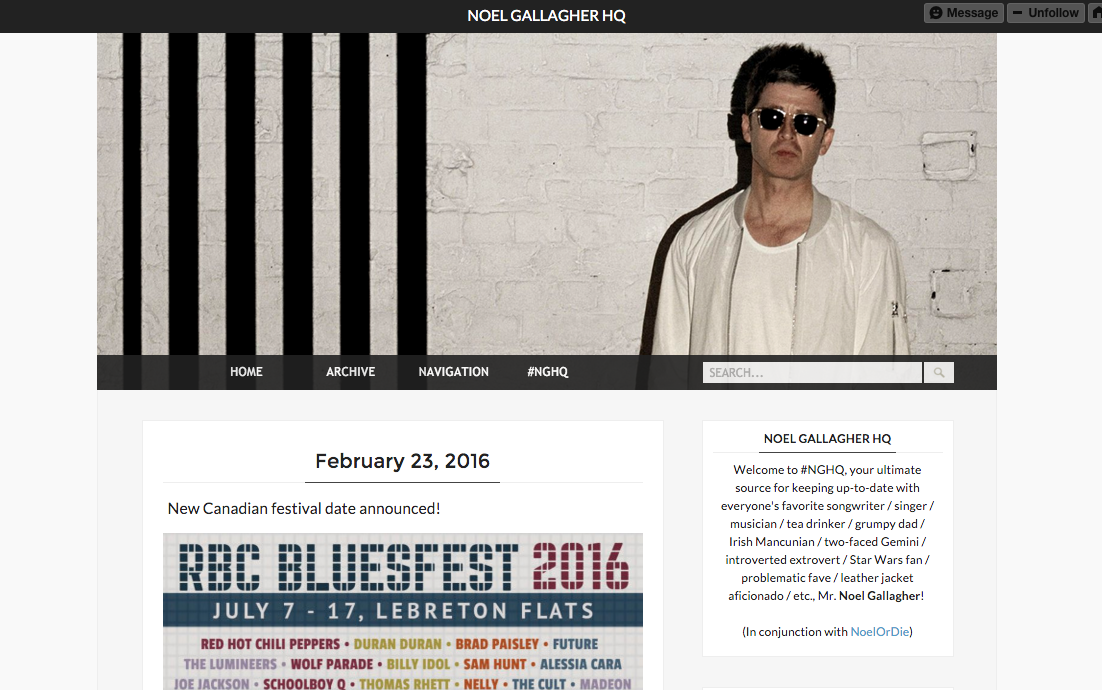 NOEL GALLAGHER HQ
Message
Unfollow
HOME ARCHIVE NAVIGATION #NGHQ
SEARCH...
February 23, 2016
New Canadian festival date announced!
RBC BLUESFEST 2016
JULY 7 - 17, LEBRETON FLATS
RED HOT CHILI PEPPERS • DURAN DURAN • BRAD PAISLEY • FUTURE
THE LUMINEERS • WOLF PARADE • BILLY IDOL • SAM HUNT • ALESSIA CARA
JOE JACKSON • SCHOOLBOY Q • THOMAS RHETT • NELLY • THE CULT • MADEON
NOEL GALLAGHER HQ
Welcome to #NGHQ, your ultimate
source for keeping up-to-date with
everyone's favorite songwriter / singer /
musician / tea drinker / grumpy dad /
Irish Mancunian / two-faced Gemini /
introverted extrovert / Star Wars fan /
problematic fave / leather jacket
aficionado / etc., Mr. Noel Gallagher!
(In conjunction with NoelOrDie)